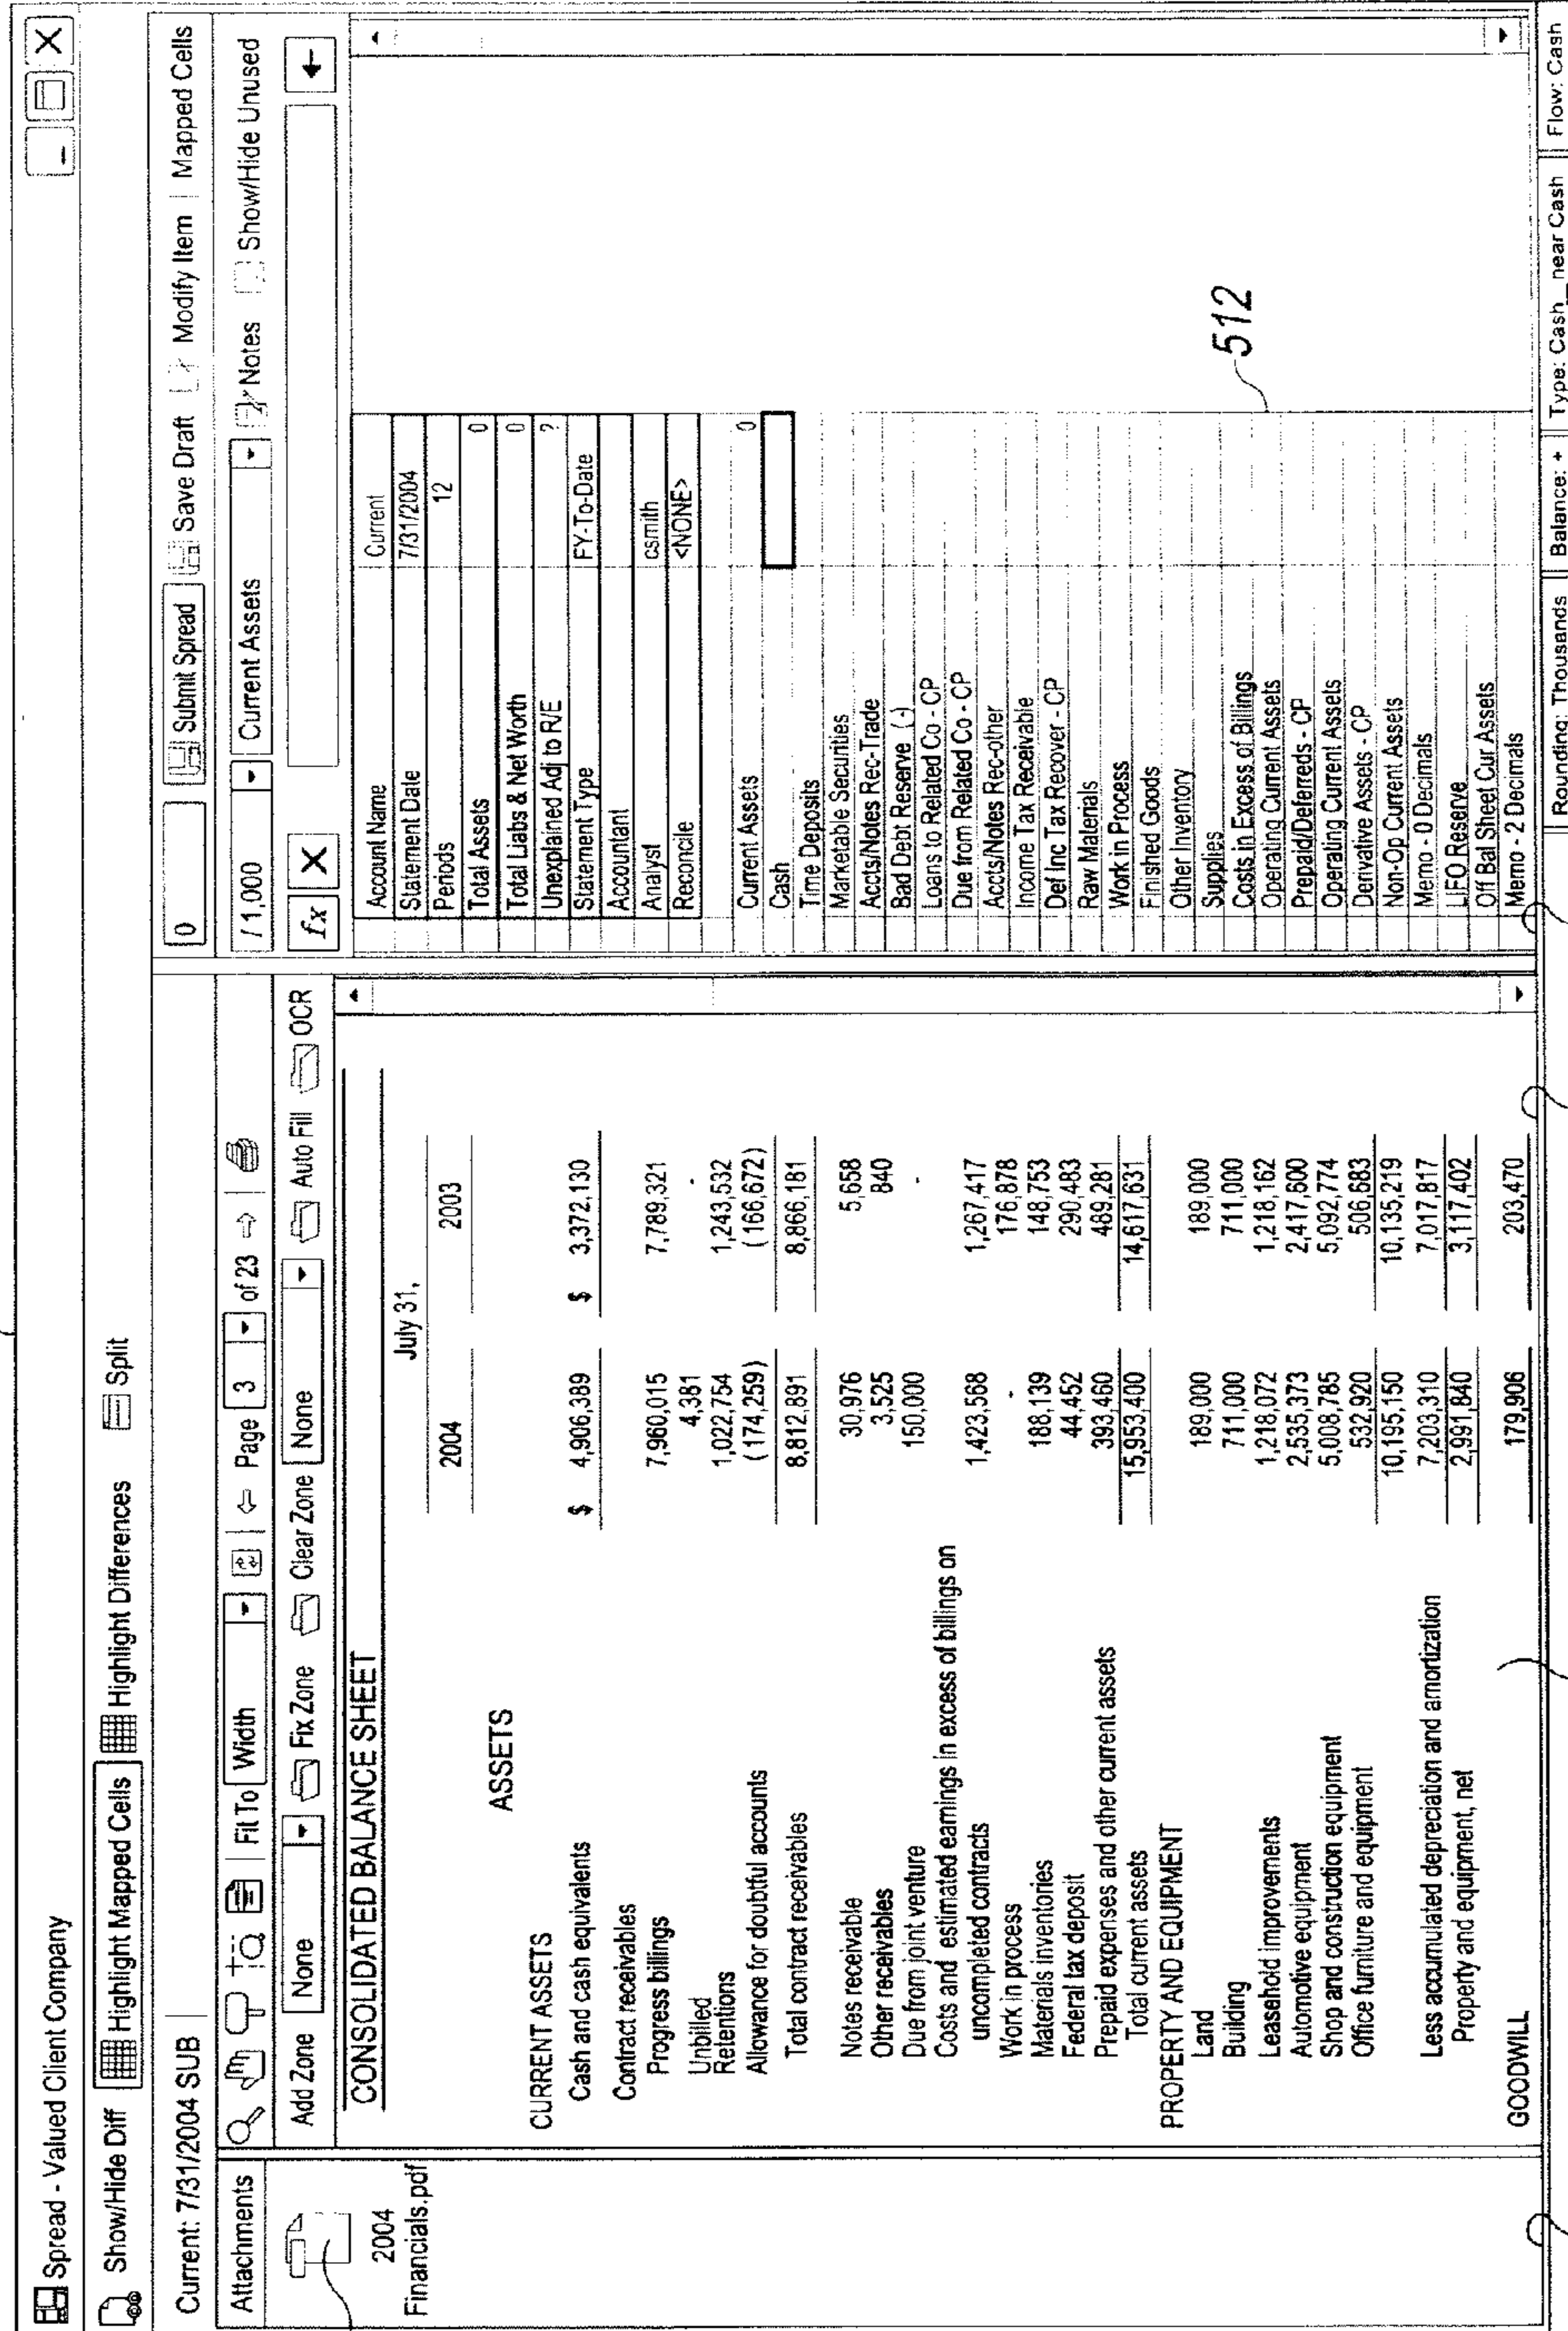 Spread - Valued Client Company
Show/Hide Diff Highlight Mapped Cells Highlight Differences Split
Current: 7/31/2004 SUB
0 Submit Spread Save Draft Modify Item Mapped Cells
Attachments
2004
Financials.pdf
Fit To Width Page 3 of 23
Add Zone None Fix Zone Clear Zone None Auto Fill OCR
CONSOLIDATED BALANCE SHEET
July 31,
2004 2003
ASSETS
CURRENT ASSETS
Cash and cash equivalents $ 4,906,389 $ 3,372,130
Contract receivables
Progress billings 7,960,015 7,789,321
Unbilled 4,381 -
Retentions 1,022,754 1,243,532
Allowance for doubtful accounts (174,259) (166,672)
Total contract receivables 8,812,891 8,866,181
Notes receivable 30,976 5,658
Other receivables 3,525 840
Due from joint venture 150,000 -
Costs and estimated earnings in excess of billings on
uncompleted contracts 1,423,568 1,267,417
Work in process - 176,878
Materials inventories 188,139 148,753
Federal tax deposit 44,452 290,483
Prepaid expenses and other current assets 393,460 489,281
Total current assets 15,953,400 14,617,631
PROPERTY AND EQUIPMENT
Land 189,000 189,000
Building 711,000 711,000
Leasehold improvements 1,218,072 1,218,162
Automotive equipment 2,535,373 2,417,600
Shop and construction equipment 5,008,785 5,092,774
Office furniture and equipment 532,920 506,683
10,195,150 10,135,219
Less accumulated depreciation and amortization 7,203,310 7,017,817
Property and equipment, net 2,991,840 3,117,402
GOODWILL 179,906 203,470
/ 1,000 Current Assets Notes Show/Hide Unused
fx X
Account Name Current
Statement Date 7/31/2004
Periods 12
Total Assets 0
Total Liabs & Net Worth 0
Unexplained Adj to R/E ?
Statement Type FY-To-Date
Accountant
Analyst csmith
Reconcile <NONE>
Current Assets 0
Cash
Time Deposits
Marketable Securities
Accts/Notes Rec-Trade
Bad Debt Reserve (-)
Loans to Related Co - CP
Due from Related Co - CP
Accts/Notes Rec-other
Income Tax Receivable
Def Inc Tax Recover - CP
Raw Materials
Work in Process
Finished Goods
Other Inventory
Supplies
Costs in Excess of Billings
Operating Current Assets
Prepaid/Deferreds - CP
Operating Current Assets
Derivative Assets - CP
Non-Op Current Assets
Memo - 0 Decimals
LIFO Reserve
Off Bal Sheet Cur Assets
Memo - 2 Decimals
512
Rounding: Thousands Balance: + Type: Cash_near Cash Flow: Cash